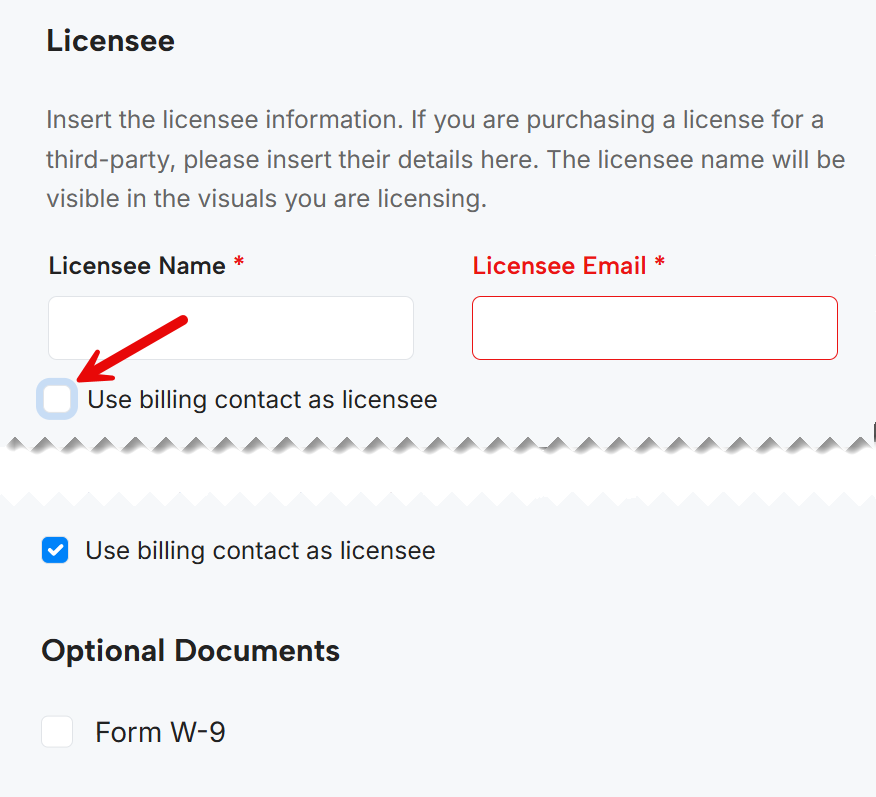 Licensee
Insert the licensee information. If you are purchasing a license for a
third-party, please insert their details here. The licensee name will be
visible in the visuals you are licensing.
Licensee Name * Licensee Email *
Use billing contact as licensee
Use billing contact as licensee
Optional Documents
Form W-9